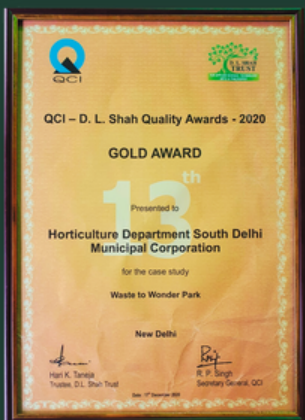 QCI
D. L. SHAH
TRUST
QCI – D. L. Shah Quality Awards - 2020
GOLD AWARD
13th
Presented to
Horticulture Department South Delhi
Municipal Corporation
for the case study
Waste to Wonder Park
New Delhi
Hari K. Taneja
Trustee, D.L. Shah Trust
R. P. Singh
Secretary General, QCI